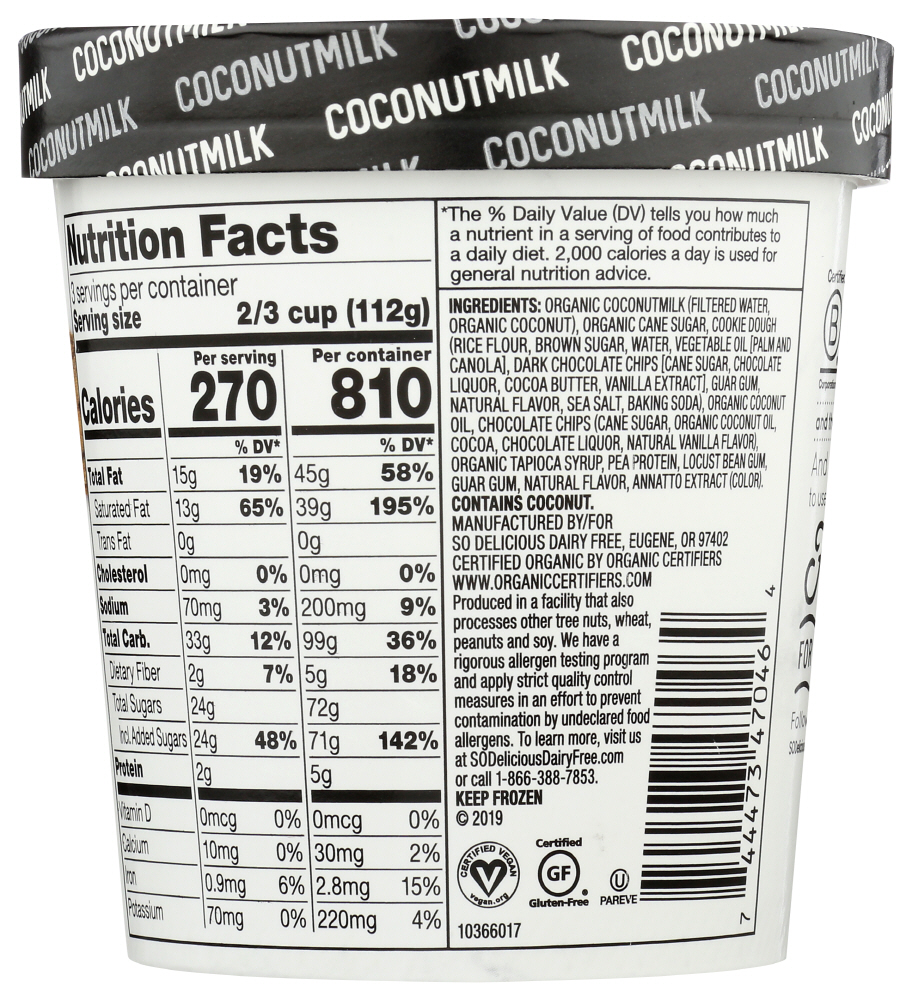 COCONUTMILK
COCONUTMILK
COCONUTMILK
COCONUTMILK
COCONUTMILK
COCONUTMILK
COCONUTMILK
Nutrition Facts
3 servings per container
Serving size 2/3 cup (112g)
Per serving Per container
Calories 270 810
% DV* % DV*
Total Fat 15g 19% 45g 58%
Saturated Fat 13g 65% 39g 195%
Trans Fat 0g 0g
Cholesterol 0mg 0% 0mg 0%
Sodium 70mg 3% 200mg 9%
Total Carb. 33g 12% 99g 36%
Dietary Fiber 2g 7% 5g 18%
Total Sugars 24g 72g
Incl. Added Sugars 24g 48% 71g 142%
Protein 2g 5g
Vitamin D 0mcg 0% 0mcg 0%
Calcium 10mg 0% 30mg 2%
Iron 0.9mg 6% 2.8mg 15%
Potassium 70mg 0% 220mg 4%
*The % Daily Value (DV) tells you how much
a nutrient in a serving of food contributes to
a daily diet. 2,000 calories a day is used for
general nutrition advice.
INGREDIENTS: ORGANIC COCONUTMILK (FILTERED WATER,
ORGANIC COCONUT), ORGANIC CANE SUGAR, COOKIE DOUGH
(RICE FLOUR, BROWN SUGAR, WATER, VEGETABLE OIL [PALM AND
CANOLA], DARK CHOCOLATE CHIPS [CANE SUGAR, CHOCOLATE
LIQUOR, COCOA BUTTER, VANILLA EXTRACT], GUAR GUM,
NATURAL FLAVOR, SEA SALT, BAKING SODA), ORGANIC COCONUT
OIL, CHOCOLATE CHIPS (CANE SUGAR, ORGANIC COCONUT OIL,
COCOA, CHOCOLATE LIQUOR, NATURAL VANILLA FLAVOR),
ORGANIC TAPIOCA SYRUP, PEA PROTEIN, LOCUST BEAN GUM,
GUAR GUM, NATURAL FLAVOR, ANNATTO EXTRACT (COLOR).
CONTAINS COCONUT.
MANUFACTURED BY/FOR
SO DELICIOUS DAIRY FREE, EUGENE, OR 97402
CERTIFIED ORGANIC BY ORGANIC CERTIFIERS
WWW.ORGANICCERTIFIERS.COM
Produced in a facility that also
processes other tree nuts, wheat,
peanuts and soy. We have a
rigorous allergen testing program
and apply strict quality control
measures in an effort to prevent
contamination by undeclared food
allergens. To learn more, visit us
at SODeliciousDairyFree.com
or call 1-866-388-7853.
KEEP FROZEN
© 2019
CERTIFIED VEGAN
vegan.org
Certified
GF
Gluten-Free
U
PAREVE
10366017
7 44473 47046 4
B
FOR